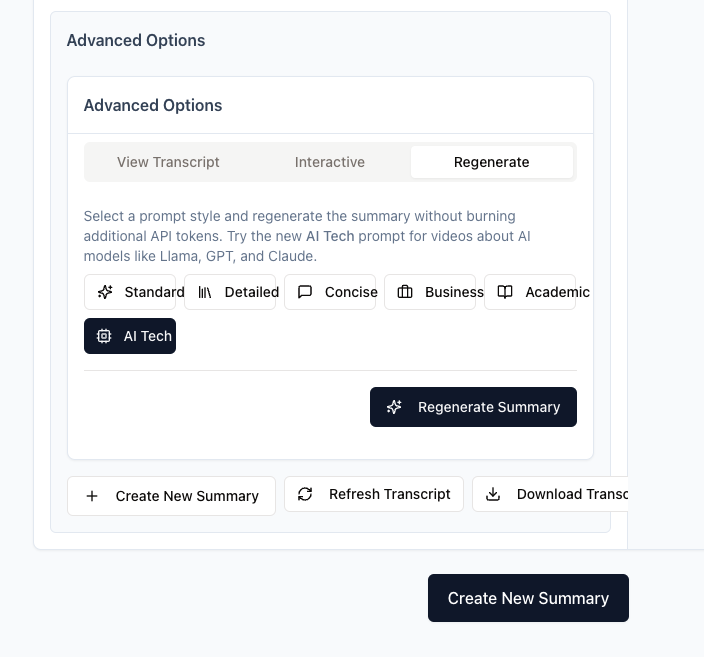 Advanced Options
Advanced Options
View Transcript Interactive Regenerate
Select a prompt style and regenerate the summary without burning
additional API tokens. Try the new AI Tech prompt for videos about AI
models like Llama, GPT, and Claude.
Standard Detailed Concise Business Academic
AI Tech
Regenerate Summary
Create New Summary Refresh Transcript Download Transc
Create New Summary